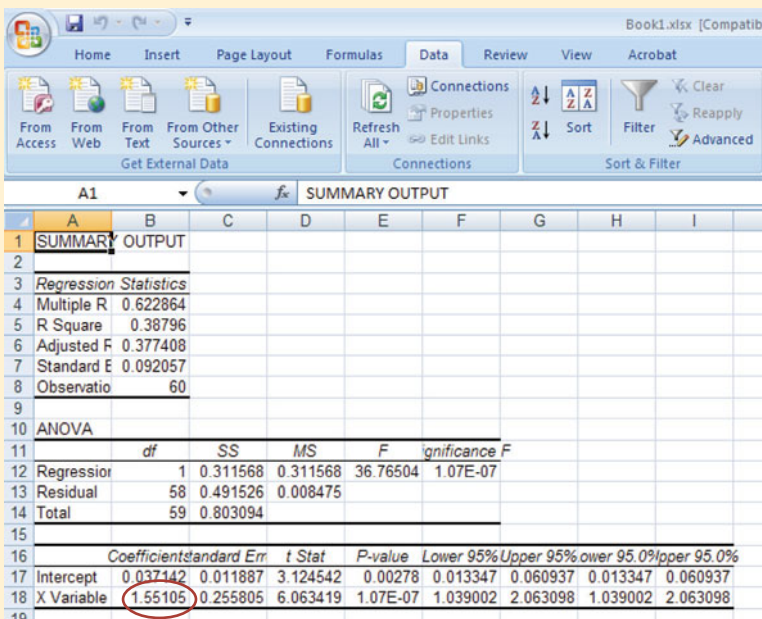 Book1.xlsx [Compatib
Home Insert Page Layout Formulas Data Review View Acrobat
From Access From Web From Text From Other Sources Existing Connections Refresh All Connections Properties Edit Links Sort Filter Clear Reapply Advanced
Get External Data Connections Sort & Filter
A1 fx SUMMARY OUTPUT
A B C D E F G H I
1 SUMMARY OUTPUT
2
3 Regression Statistics
4 Multiple R 0.622864
5 R Square 0.38796
6 Adjusted R 0.377408
7 Standard E 0.092057
8 Observatio 60
9
10 ANOVA
11 df SS MS F ignificance F
12 Regression 1 0.311568 0.311568 36.76504 1.07E-07
13 Residual 58 0.491526 0.008475
14 Total 59 0.803094
15
16 Coefficients tandard Err t Stat P-value Lower 95% Upper 95% ower 95.0% Ipper 95.0%
17 Intercept 0.037142 0.011887 3.124542 0.00278 0.013347 0.060937 0.013347 0.060937
18 X Variable 1.55105 0.255805 6.063419 1.07E-07 1.039002 2.063098 1.039002 2.063098
19